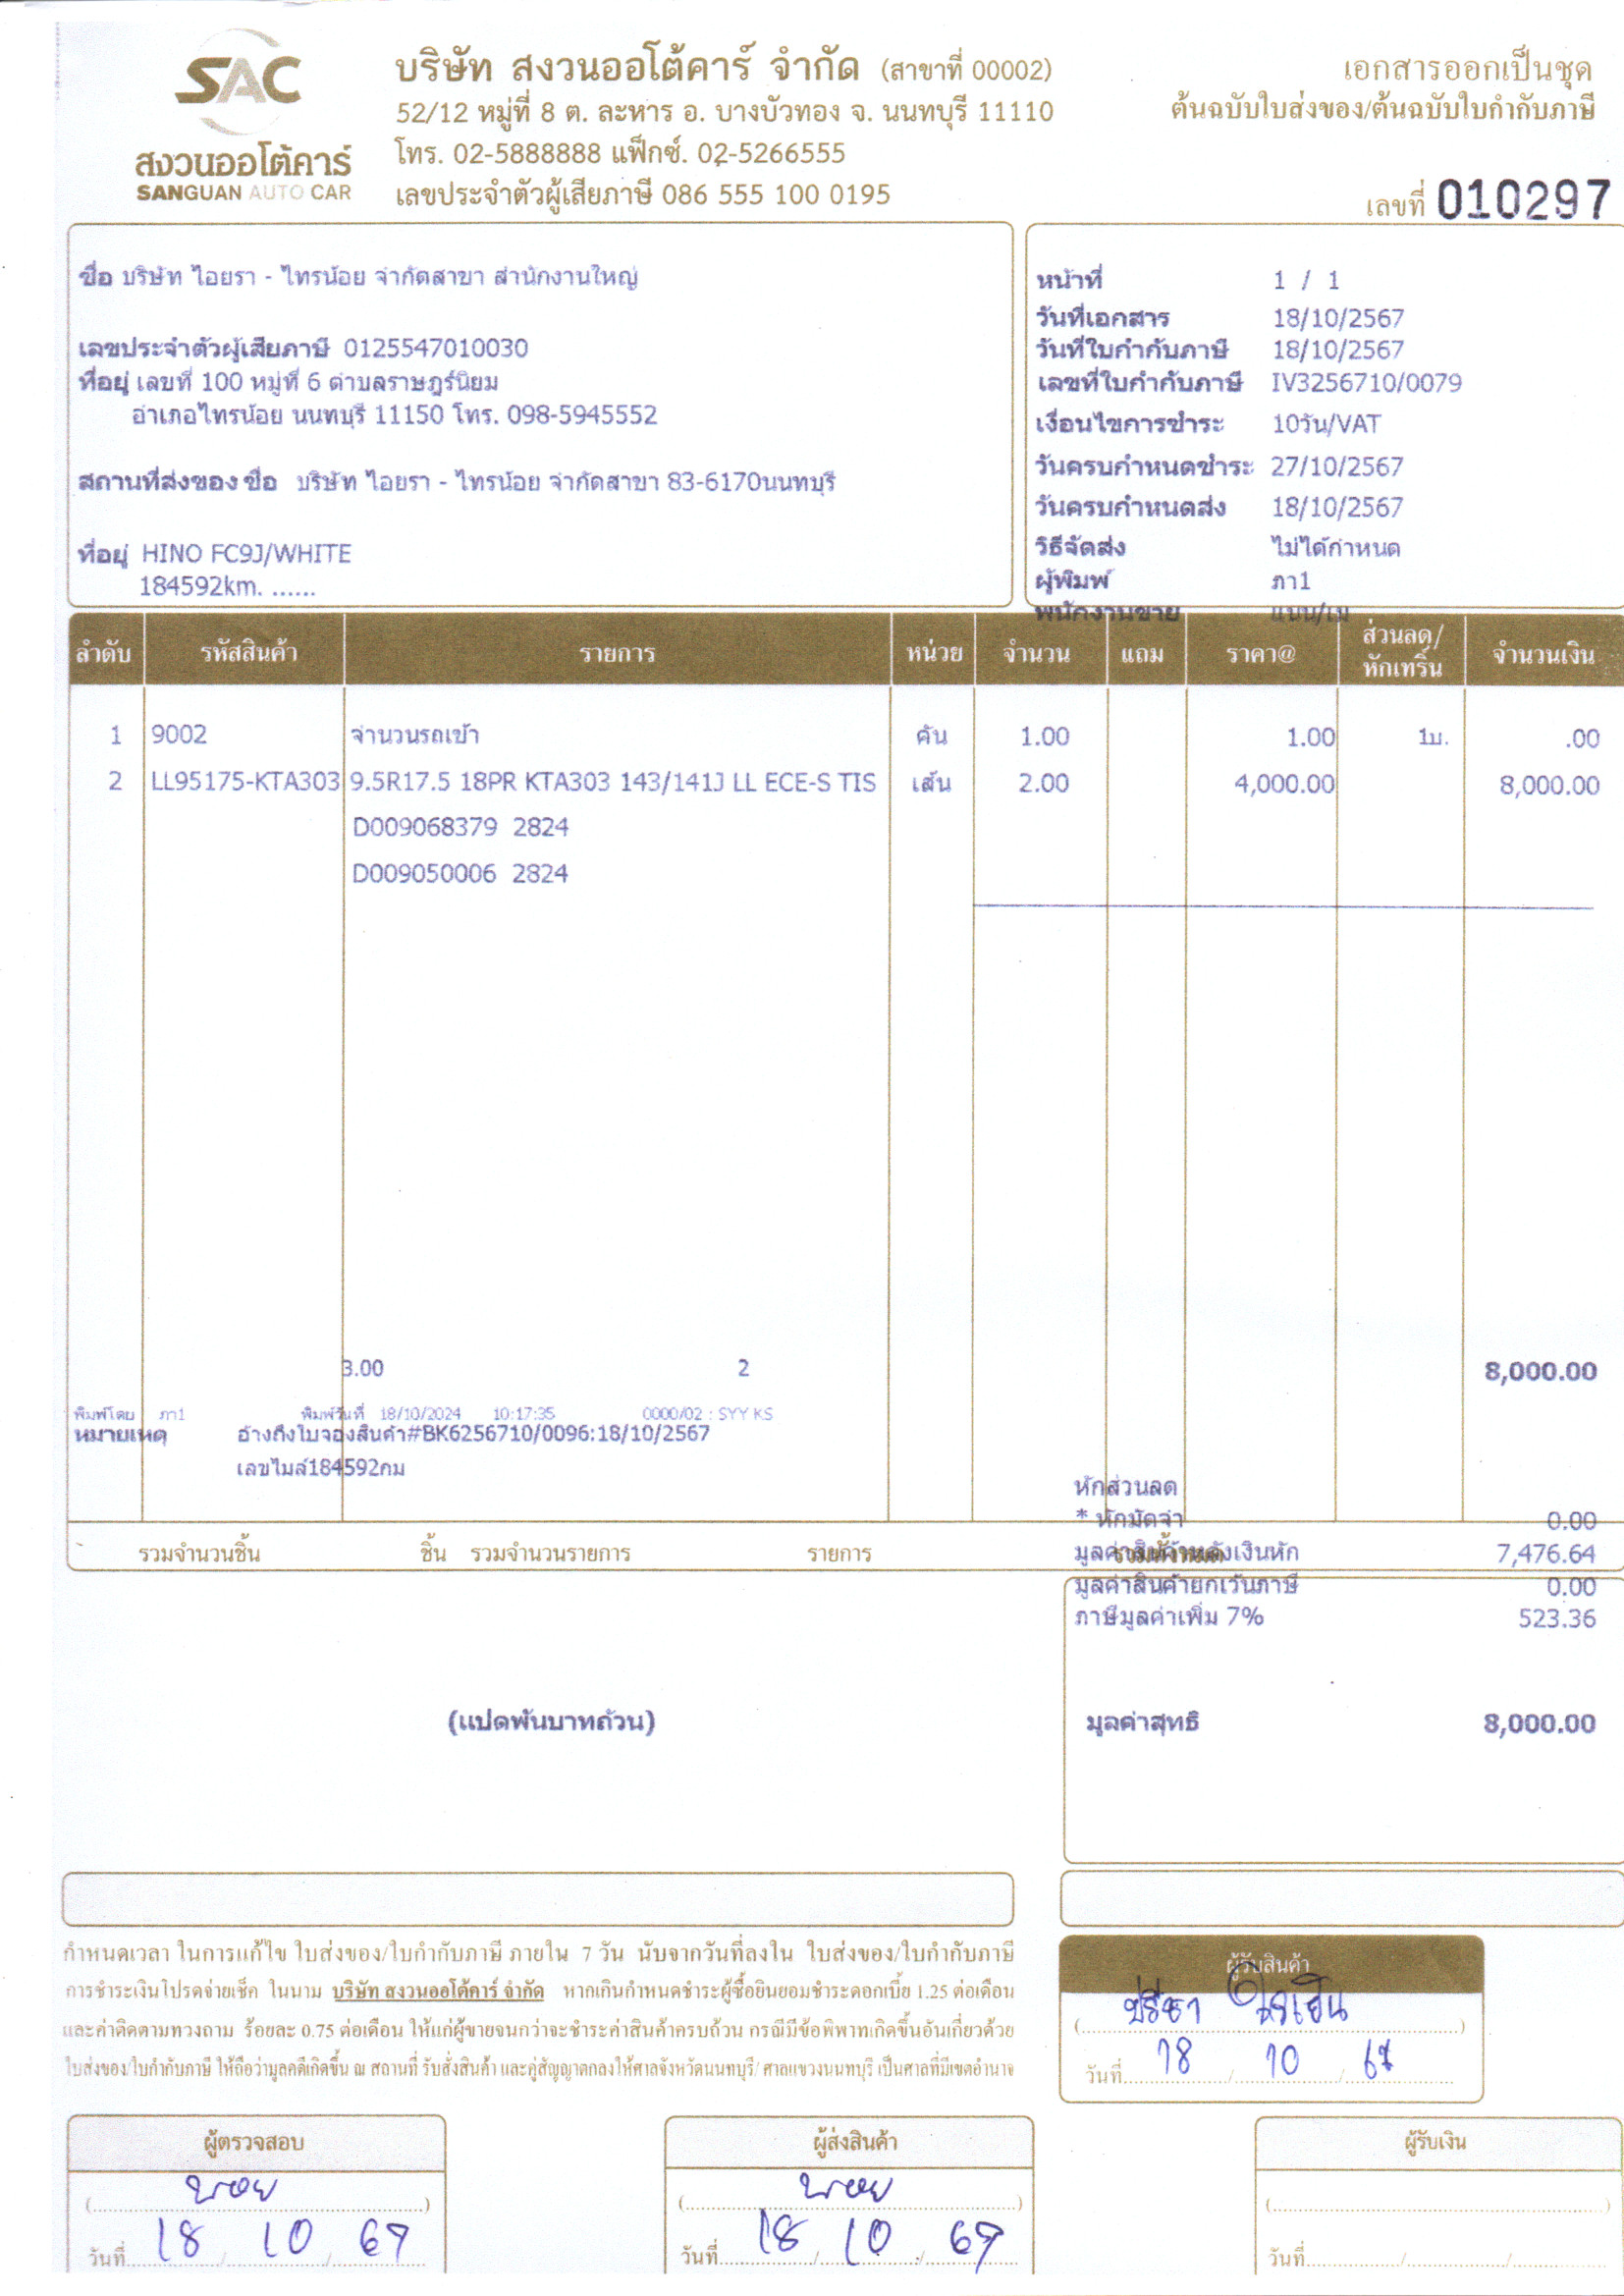 SAC
สงวนออโต้คาร์
SANGUAN AUTO CAR
บริษัท สงวนออโต้คาร์ จำกัด (สาขาที่ 00002)
52/12 หมู่ที่ 8 ต. ละหาร อ. บางบัวทอง จ. นนทบุรี 11110
โทร. 02-5888888 แฟ็กซ์. 02-5266555
เลขประจำตัวผู้เสียภาษี 086 555 100 0195
เอกสารออกเป็นชุด
ต้นฉบับใบส่งของ/ต้นฉบับใบกำกับภาษี
เลขที่ 010297
ชื่อ บริษัท ไอยรา - ไทรน้อย จำกัดสาขา สำนักงานใหญ่
เลขประจำตัวผู้เสียภาษี 0125547010030
ที่อยู่ เลขที่ 100 หมู่ที่ 6 ตำบลราษฎร์นิยม
อำเภอไทรน้อย นนทบุรี 11150 โทร. 098-5945552
สถานที่ส่งของ ชื่อ บริษัท ไอยรา - ไทรน้อย จำกัดสาขา 83-6170นนทบุรี
ที่อยู่ HINO FC9J/WHITE
184592km. ......
หน้าที่ 1 / 1
วันที่เอกสาร 18/10/2567
วันที่ใบกำกับภาษี 18/10/2567
เลขที่ใบกำกับภาษี IV3256710/0079
เงื่อนไขการชำระ 10วัน/VAT
วันครบกำหนดชำระ 27/10/2567
วันครบกำหนดส่ง 18/10/2567
วิธีจัดส่ง ไม่ได้กำหนด
ผู้พิมพ์ ภา1
พนักงานขาย
ลำดับ รหัสสินค้า รายการ หน่วย จำนวน แถม ราคา@ ส่วนลด/หักเทริ์น จำนวนเงิน
1 9002 จำนวนรถเข้า คัน 1.00 1.00 1บ. .00
2 LL95175-KTA303 9.5R17.5 18PR KTA303 143/141J LL ECE-S TIS เส้น 2.00 4,000.00 8,000.00
D009068379 2824
D009050006 2824
3.00 2 8,000.00
พิมพ์โดย ภา1 พิมพ์วันที่ 18/10/2024 10:17:35 0000/02 : SYY KS
หมายเหตุ อ้างถึงใบจองสินค้า#BK6256710/0096:18/10/2567
เลขไมล์184592กม
หักส่วนลด
* หักมัดจำ 0.00
รวมจำนวนชิ้น ชิ้น รวมจำนวนรายการ รายการ
มูลค่าสินค้าหลังเงินหัก 7,476.64
มูลค่าสินค้ายกเว้นภาษี 0.00
ภาษีมูลค่าเพิ่ม 7% 523.36
(แปดพันบาทถ้วน)
มูลค่าสุทธิ 8,000.00
กำหนดเวลา ในการแก้ไข ใบส่งของ/ใบกำกับภาษี ภายใน 7 วัน นับจากวันที่ลงใน ใบส่งของ/ใบกำกับภาษี
การชำระเงินโปรดจ่ายเช็ค ในนาม บริษัท สงวนออโต้คาร์ จำกัด หากเกินกำหนดชำระผู้ซื้อยินยอมชำระดอกเบี้ย 1.25 ต่อเดือน
และค่าติดตามทวงถาม ร้อยละ 0.75 ต่อเดือน ให้แก่ผู้ขายจนกว่าจะชำระค่าสินค้าครบถ้วน กรณีมีข้อพิพาทเกิดขึ้นอันเกี่ยวด้วย
ใบส่งของ/ใบกำกับภาษี ให้ถือว่ามูลคดีเกิดขึ้น ณ สถานที่ รับสั่งสินค้า และคู่สัญญาตกลงให้ศาลจังหวัดนนทบุรี/ ศาลแขวงนนทบุรี เป็นศาลที่มีเขตอำนาจ
ผู้รับสินค้า
ปรีชา
วันที่ 18 / 10 / 67
ผู้ตรวจสอบ
วันที่ 18 / 10 / 67
ผู้ส่งสินค้า
วันที่ 18 / 10 / 67
ผู้รับเงิน
วันที่